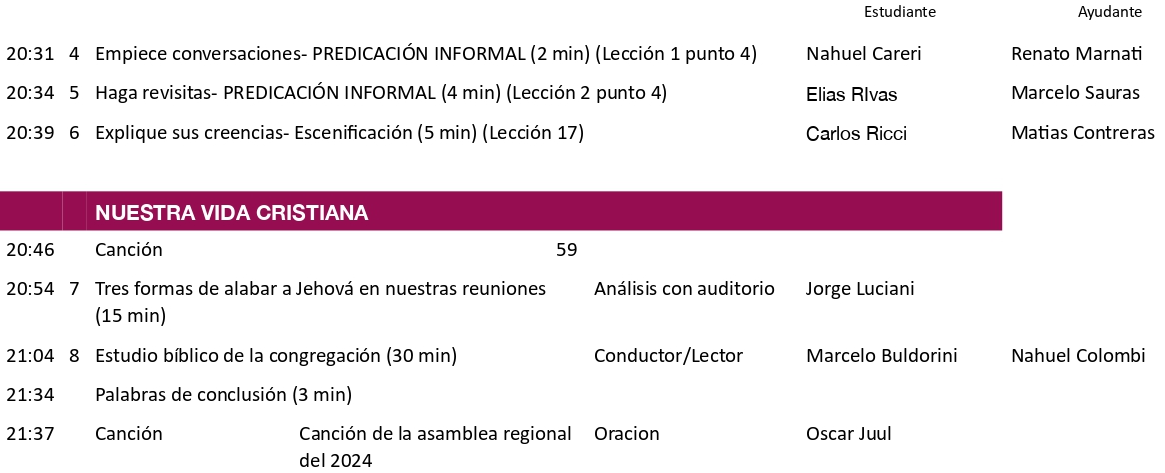 Estudiante Ayudante
20:31 4 Empiece conversaciones- PREDICACIÓN INFORMAL (2 min) (Lección 1 punto 4) Nahuel Careri Renato Marnati
20:34 5 Haga revisitas- PREDICACIÓN INFORMAL (4 min) (Lección 2 punto 4) Elias RIvas Marcelo Sauras
20:39 6 Explique sus creencias- Escenificación (5 min) (Lección 17) Carlos Ricci Matias Contreras
NUESTRA VIDA CRISTIANA
20:46 Canción 59
20:54 7 Tres formas de alabar a Jehová en nuestras reuniones Análisis con auditorio Jorge Luciani
(15 min)
21:04 8 Estudio bíblico de la congregación (30 min) Conductor/Lector Marcelo Buldorini Nahuel Colombi
21:34 Palabras de conclusión (3 min)
21:37 Canción Canción de la asamblea regional Oracion Oscar Juul
del 2024